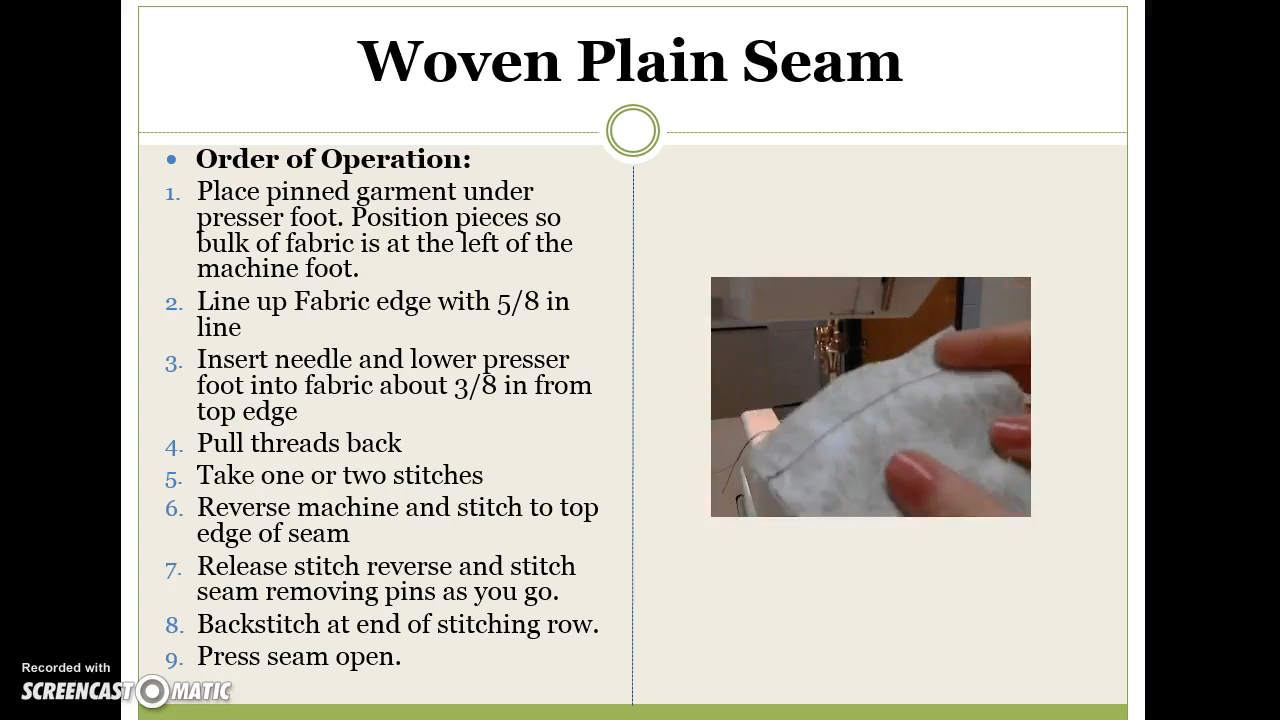 Woven Plain Seam
• Order of Operation:
1. Place pinned garment under
presser foot. Position pieces so
bulk of fabric is at the left of the
machine foot.
2. Line up Fabric edge with 5/8 in
line
3. Insert needle and lower presser
foot into fabric about 3/8 in from
top edge
4. Pull threads back
5. Take one or two stitches
6. Reverse machine and stitch to top
edge of seam
7. Release stitch reverse and stitch
seam removing pins as you go.
8. Backstitch at end of stitching row.
9. Press seam open.
Recorded with
SCREENCAST-O-MATIC